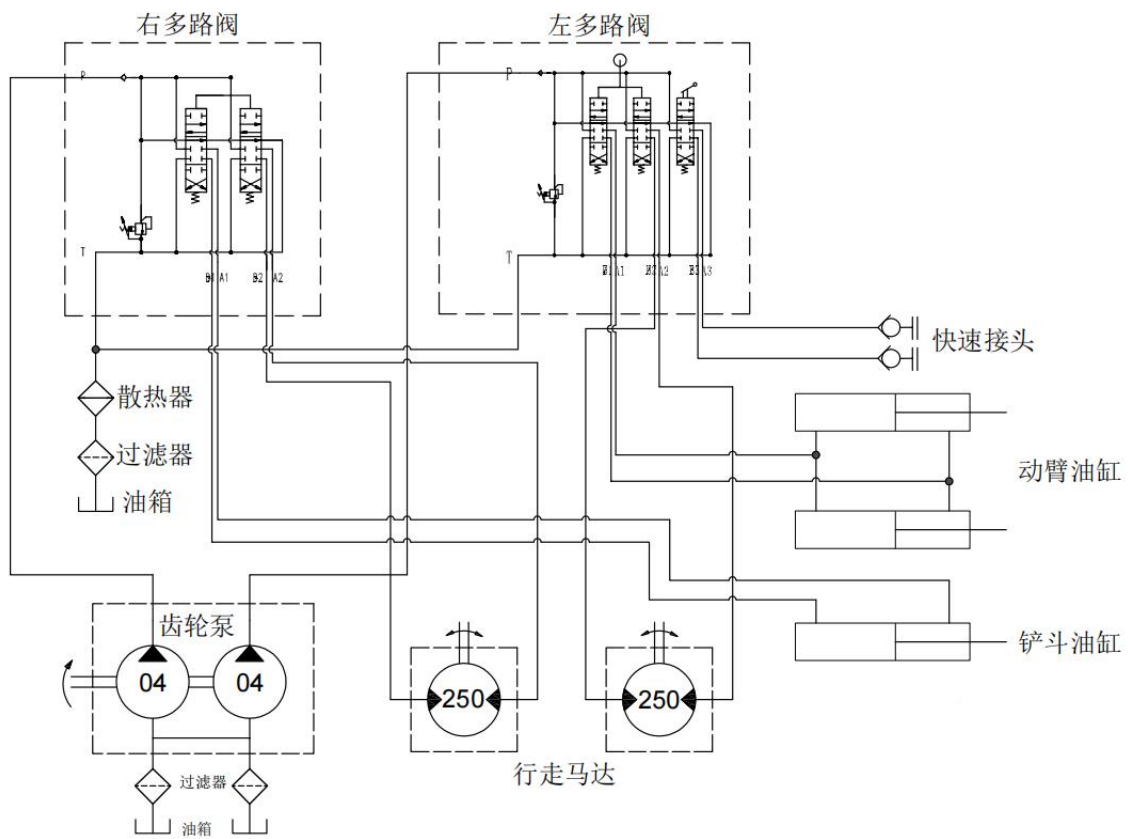 右多路阀
左多路阀
P
P
T
T
A1
B2 A2
A1
A2
A3
快速接头
散热器
过滤器
油箱
动臂油缸
齿轮泵
04
04
250
250
铲斗油缸
行走马达
过滤器
油箱